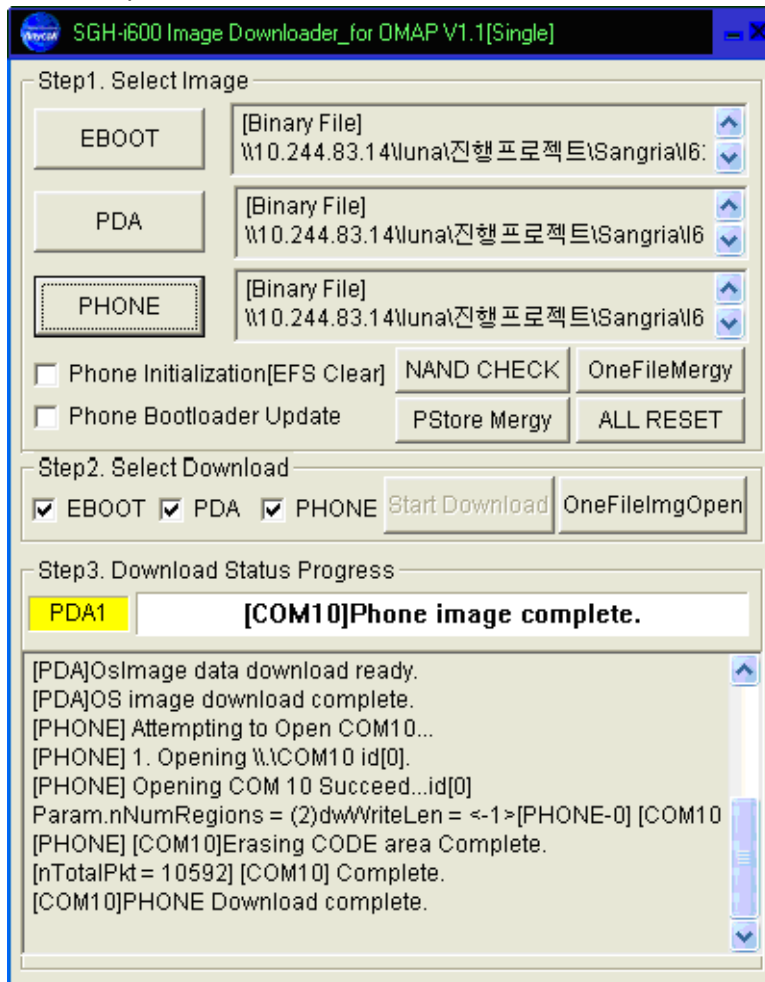 Anycall
SGH-i600 Image Downloader_for OMAP V1.1[Single]
Step1. Select Image
EBOOT
[Binary File]
\\10.244.83.14\luna\진행프로젝트\Sangria\I6:
PDA
[Binary File]
\\10.244.83.14\luna\진행프로젝트\Sangria\I6
PHONE
[Binary File]
\\10.244.83.14\luna\진행프로젝트\Sangria\I6
Phone Initialization[EFS Clear]
NAND CHECK
OneFileMergy
Phone Bootloader Update
PStore Mergy
ALL RESET
Step2. Select Download
EBOOT
PDA
PHONE
Start Download
OneFileImgOpen
Step3. Download Status Progress
PDA1
[COM10]Phone image complete.
[PDA]OsImage data download ready.
[PDA]OS image download complete.
[PHONE] Attempting to Open COM10...
[PHONE] 1. Opening \\.\COM10 id[0].
[PHONE] Opening COM 10 Succeed...id[0]
Param.nNumRegions = (2)dwWriteLen = <-1>[PHONE-0] [COM10
[PHONE] [COM10]Erasing CODE area Complete.
[nTotalPkt = 10592] [COM10] Complete.
[COM10]PHONE Download complete.